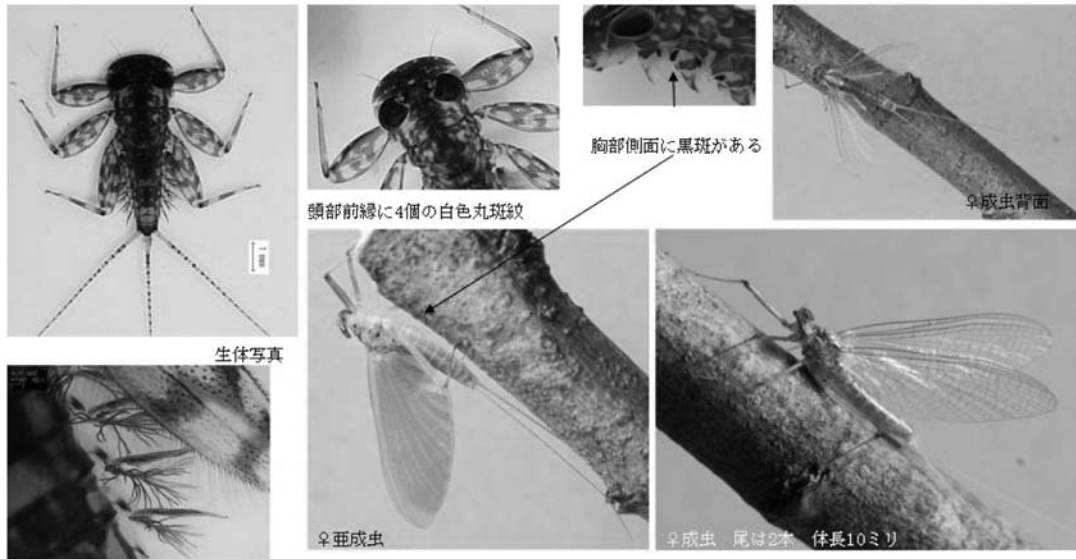 胸部側面に黒斑がある
♀成虫背面
頭部前縁に4個の白色丸斑紋
1 mm
生体写真
♀亜成虫
♀成虫 尾は2本 体長10ミリ